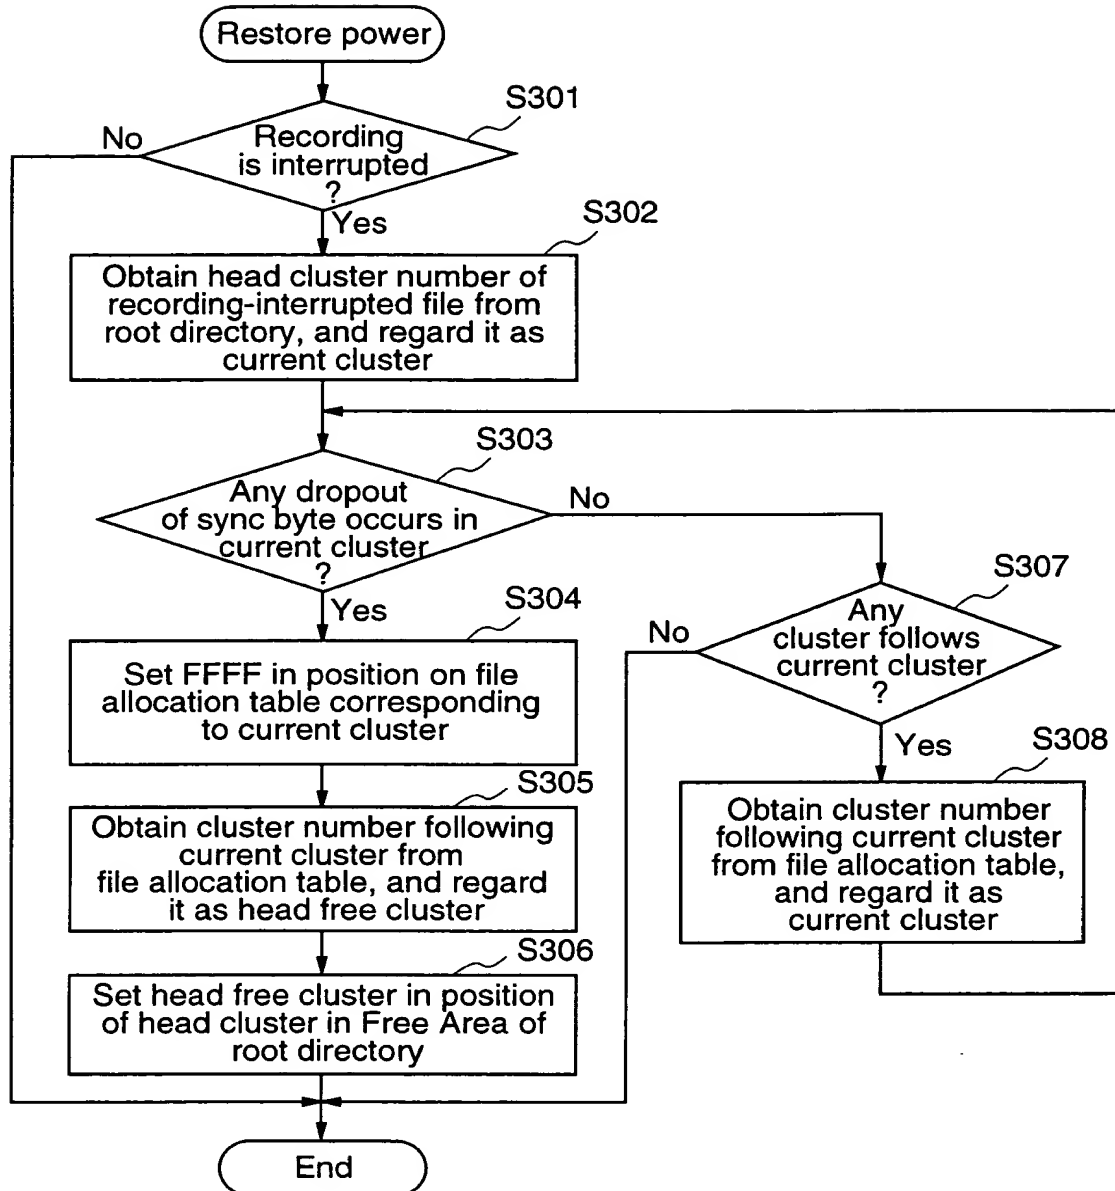 Restore power
S301
No
Recording
is interrupted
?
Yes
S302
Obtain head cluster number of
recording-interrupted file from
root directory, and regard it as
current cluster
S303
Any dropout
of sync byte occurs in
current cluster
?
No
Yes
S304
Set FFFF in position on file
allocation table corresponding
to current cluster
S305
Obtain cluster number following
current cluster from
file allocation table, and regard
it as head free cluster
S306
Set head free cluster in position
of head cluster in Free Area of
root directory
S307
Any
cluster follows
current cluster
?
No
Yes
S308
Obtain cluster number
following current cluster
from file allocation table,
and regard it as
current cluster
End